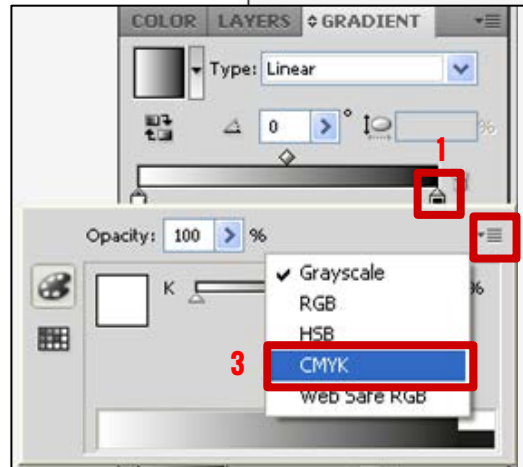 COLOR LAYERS GRADIENT
Type: Linear
0 ° %
1
Opacity: 100 %
K %
✓ Grayscale
RGB
HSB
3 CMYK
Web Safe RGB